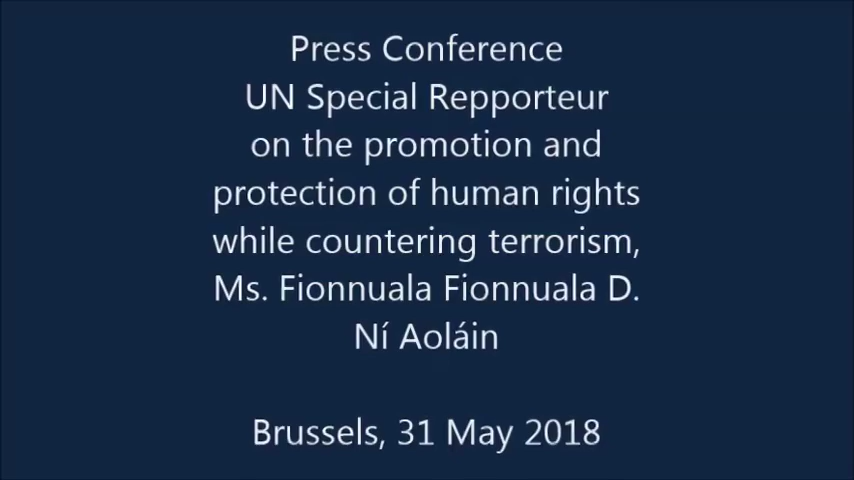 Press Conference
UN Special Repporteur
on the promotion and
protection of human rights
while countering terrorism,
Ms. Fionnuala Fionnuala D.
Ní Aoláin
Brussels, 31 May 2018